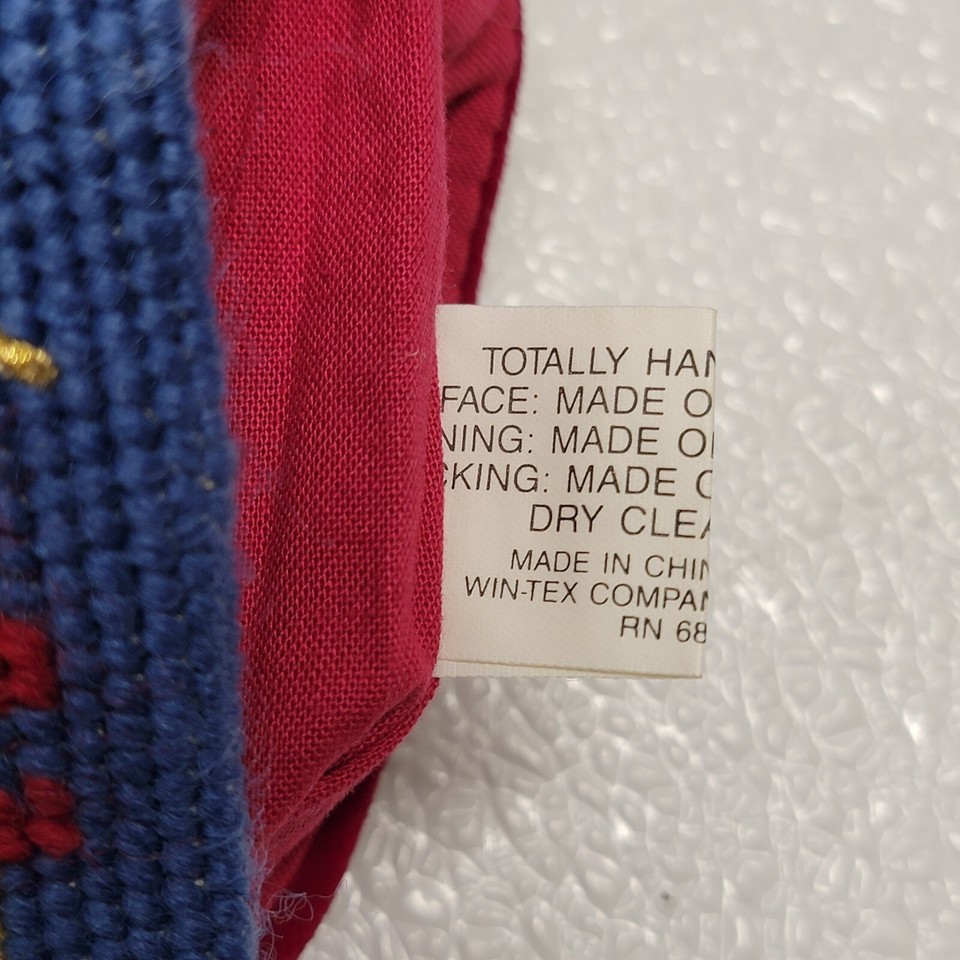 TOTALLY HAN
FACE: MADE O
NING: MADE O
CKING: MADE O
DRY CLEA
MADE IN CHIN
WIN-TEX COMPAN
RN 68